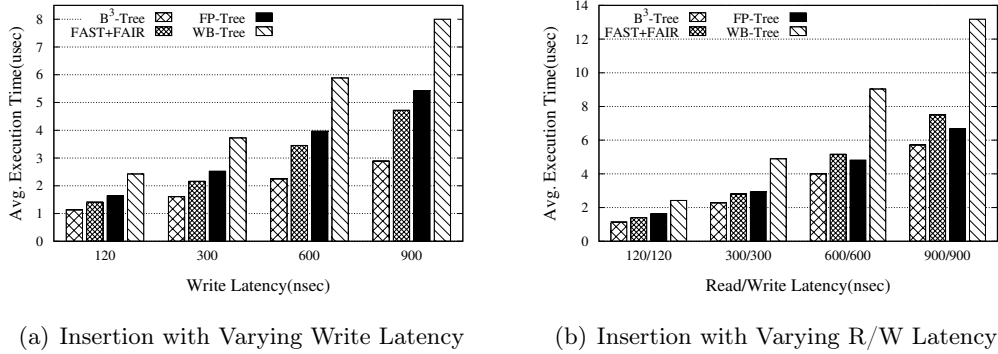 8
7
6
5
4
3
2
1
0
Avg. Execution Time(usec)
B³-Tree
FAST+FAIR
FP-Tree
WB-Tree
120
300
600
900
Write Latency(nsec)
(a) Insertion with Varying Write Latency
14
12
10
8
6
4
2
0
Avg. Execution Time(usec)
B³-Tree
FAST+FAIR
FP-Tree
WB-Tree
120/120
300/300
600/600
900/900
Read/Write Latency(nsec)
(b) Insertion with Varying R/W Latency